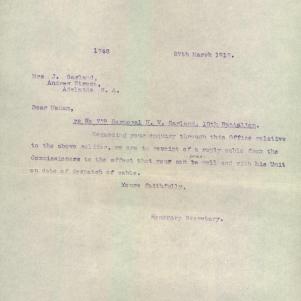 1748 27th March 1917.
Mrs J. Garland,
Andrew Street,
Adelaide S. A.
Dear Madam,
re No 729 Corporal H. V. Garland, 10th Battalion.
Regarding your enquiry through this Office relative
to the above soldier, we are in receipt of a reply cable from the
Commissioners to the effect that your son was well and with his Unit
on date of despatch of cable.
Yours faithfully,
Honorary Secretary.